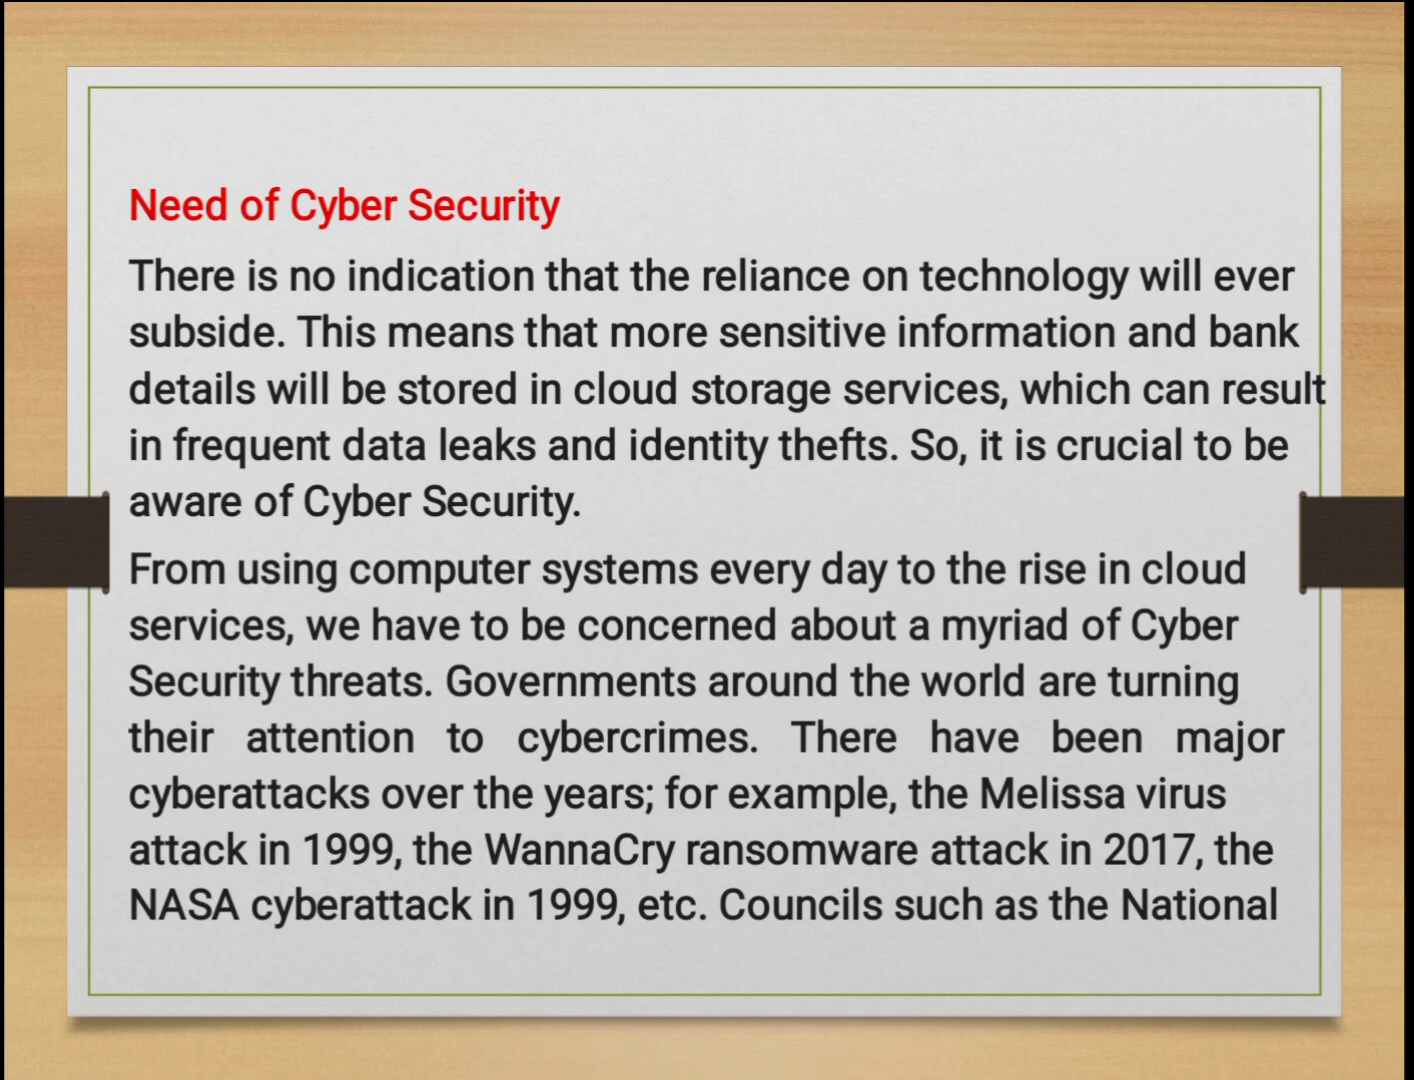 Need of Cyber Security
There is no indication that the reliance on technology will ever
subside. This means that more sensitive information and bank
details will be stored in cloud storage services, which can result
in frequent data leaks and identity thefts. So, it is crucial to be
aware of Cyber Security.
From using computer systems every day to the rise in cloud
services, we have to be concerned about a myriad of Cyber
Security threats. Governments around the world are turning
their attention to cybercrimes. There have been major
cyberattacks over the years; for example, the Melissa virus
attack in 1999, the WannaCry ransomware attack in 2017, the
NASA cyberattack in 1999, etc. Councils such as the National